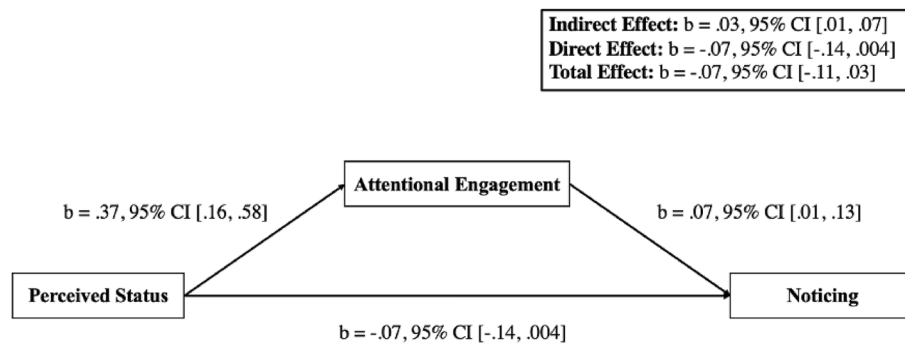 Indirect Effect: b = .03, 95% CI [.01, .07]
Direct Effect: b = -.07, 95% CI [-.14, .004]
Total Effect: b = -.07, 95% CI [-.11, .03]
Attentional Engagement
b = .37, 95% CI [.16, .58]
b = .07, 95% CI [.01, .13]
Perceived Status
Noticing
b = -.07, 95% CI [-.14, .004]